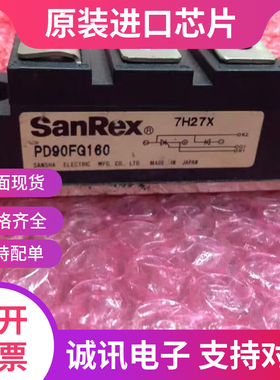 原装进口芯片
SanRex®
7H27X
PD90FG160
SANSHA ELECTRIC MFG. CO. LTD MADE IN JAPAN
面现货
格齐全
持配单
开
票
诚讯电子 支持对